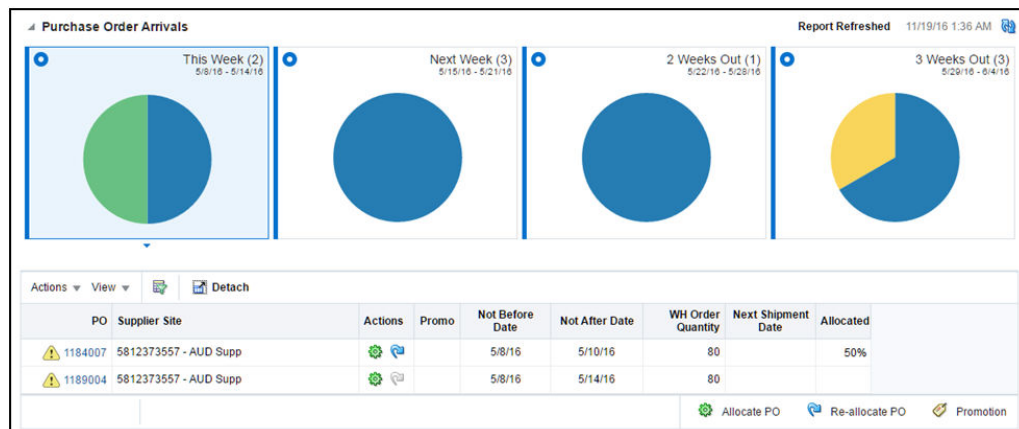 Purchase Order Arrivals
Report Refreshed 11/19/16 1:36 AM
This Week (2)
5/8/16 - 5/14/16
Next Week (3)
5/15/16 - 5/21/16
2 Weeks Out (1)
5/22/16 - 5/28/16
3 Weeks Out (3)
5/29/16 - 6/4/16
Actions View Detach
PO Supplier Site Actions Promo Not Before Date Not After Date WH Order Quantity Next Shipment Date Allocated
1184007 5812373557 - AUD Supp 5/8/16 5/10/16 80 50%
1189004 5812373557 - AUD Supp 5/8/16 5/14/16 80
Allocate PO Re-allocate PO Promotion